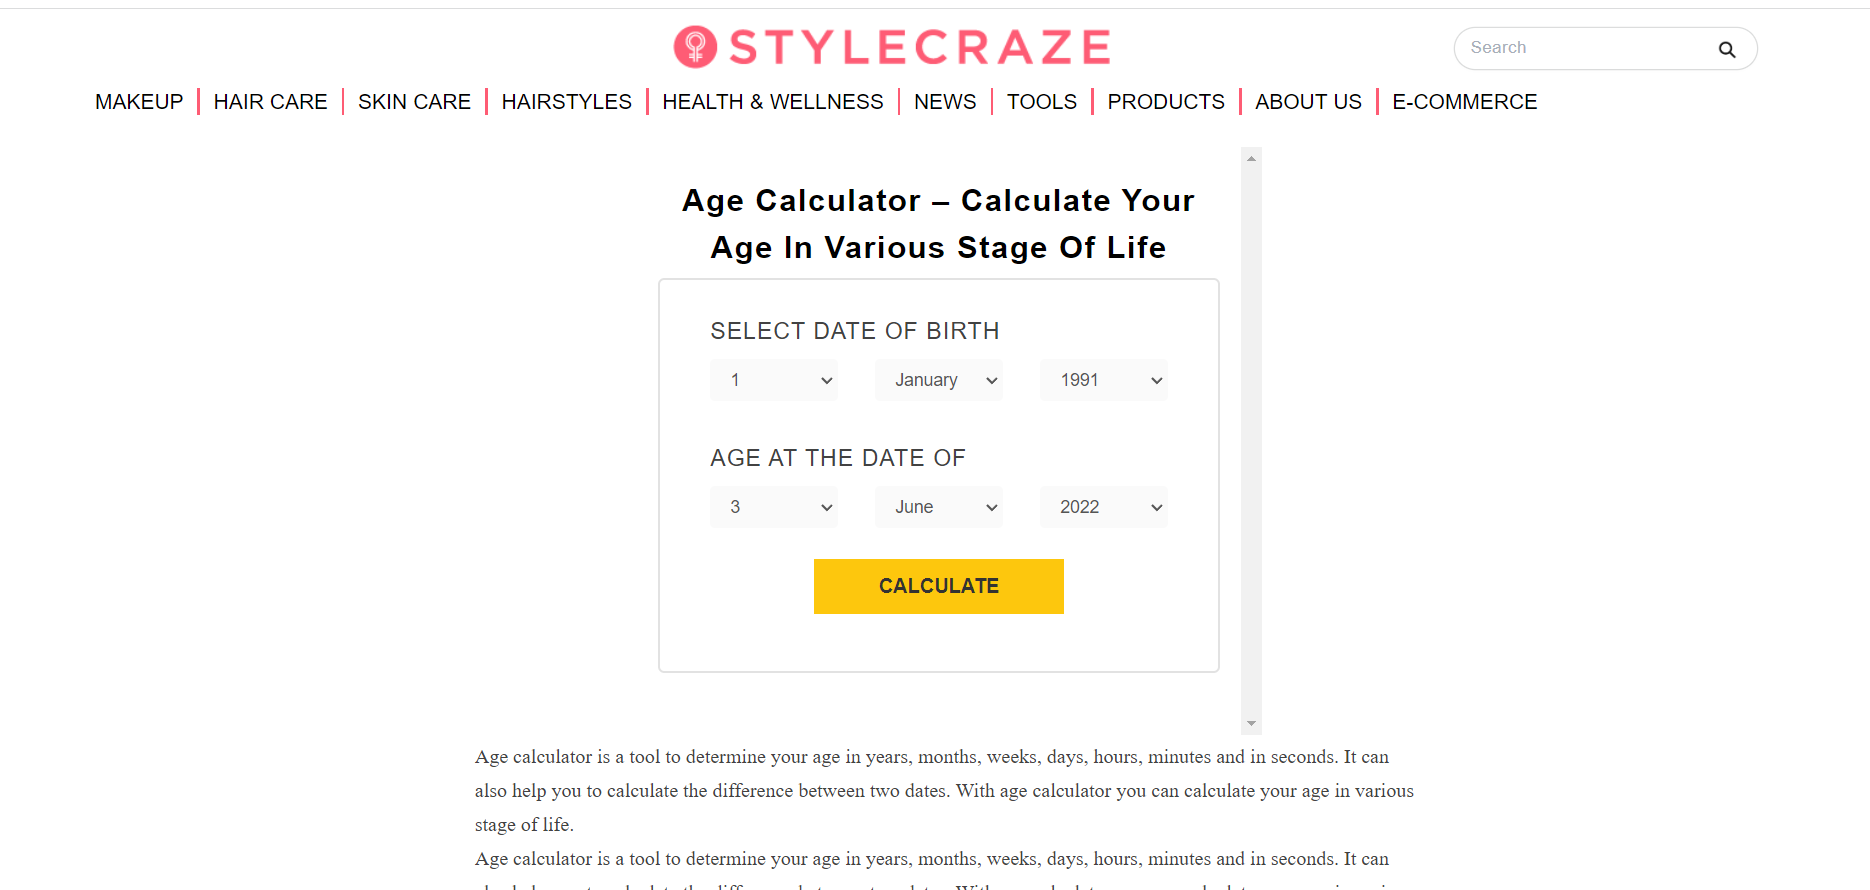 STYLECRAZE
Search
MAKEUP
HAIR CARE
SKIN CARE
HAIRSTYLES
HEALTH & WELLNESS
NEWS
TOOLS
PRODUCTS
ABOUT US
E-COMMERCE
Age Calculator – Calculate Your
Age In Various Stage Of Life
SELECT DATE OF BIRTH
1
January
1991
AGE AT THE DATE OF
3
June
2022
CALCULATE
Age calculator is a tool to determine your age in years, months, weeks, days, hours, minutes and in seconds. It can
also help you to calculate the difference between two dates. With age calculator you can calculate your age in various
stage of life.
Age calculator is a tool to determine your age in years, months, weeks, days, hours, minutes and in seconds. It can